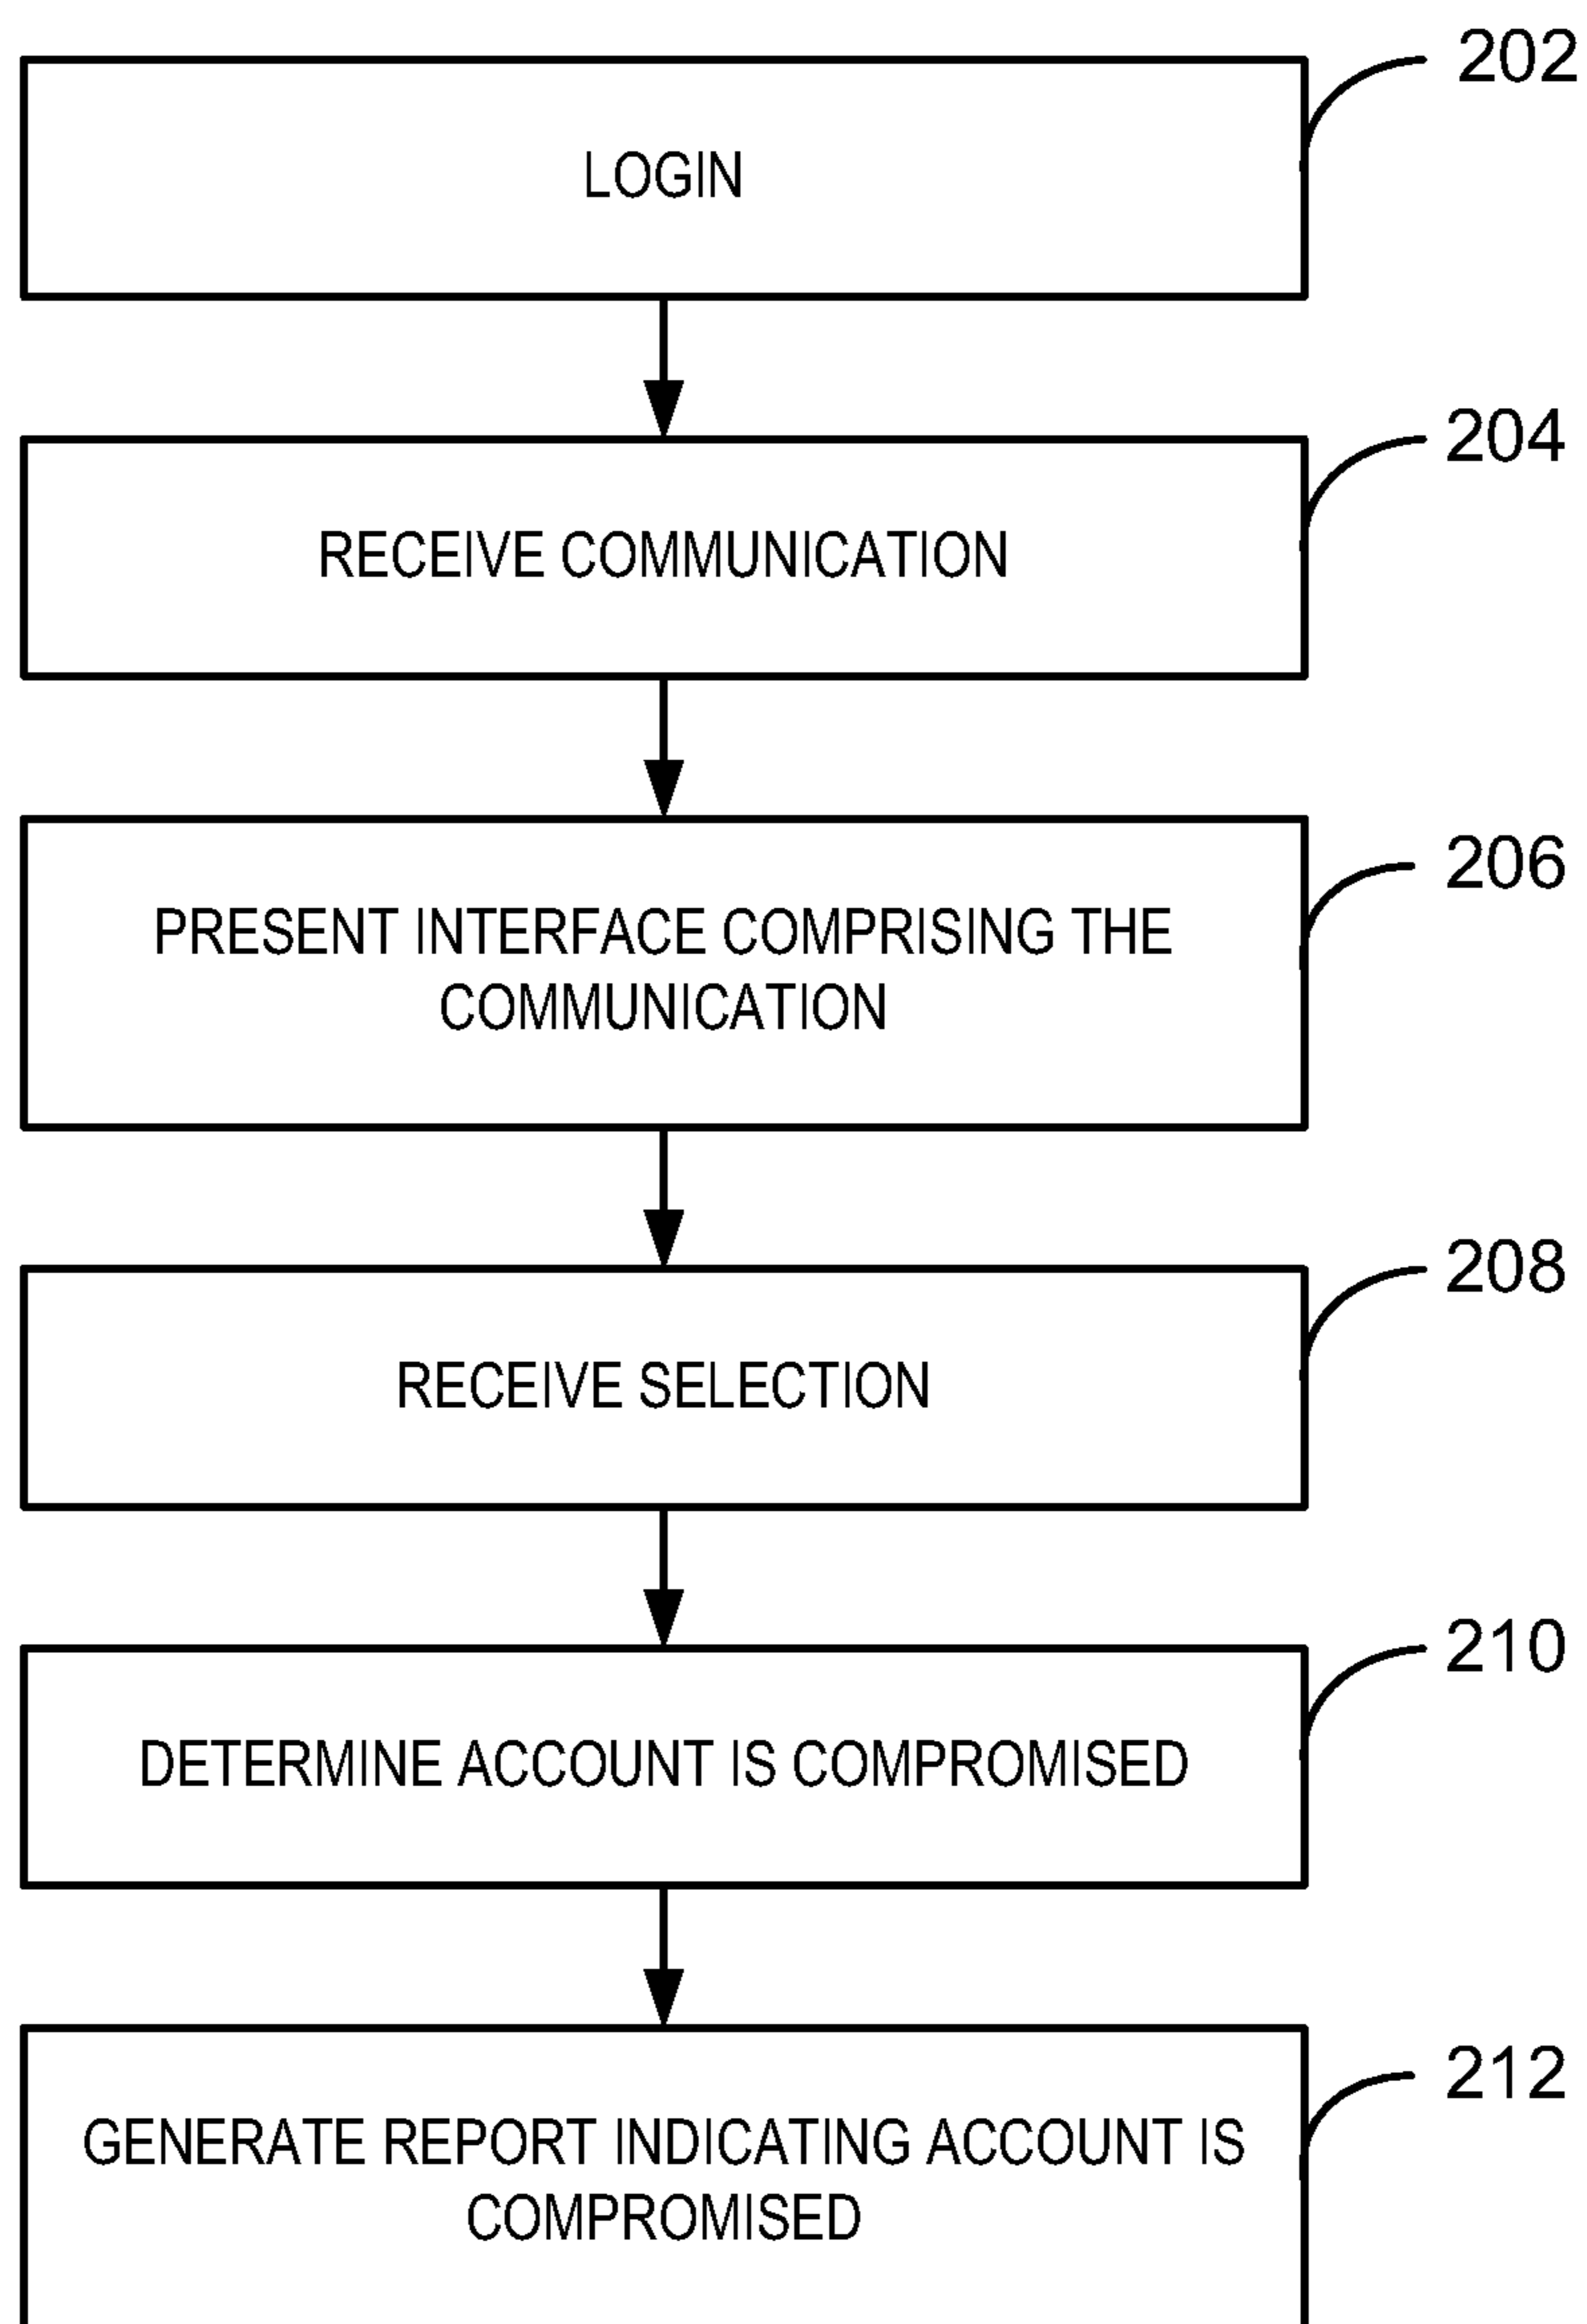 202
LOGIN
204
RECEIVE COMMUNICATION
206
PRESENT INTERFACE COMPRISING THE
COMMUNICATION
208
RECEIVE SELECTION
210
DETERMINE ACCOUNT IS COMPROMISED
212
GENERATE REPORT INDICATING ACCOUNT IS
COMPROMISED